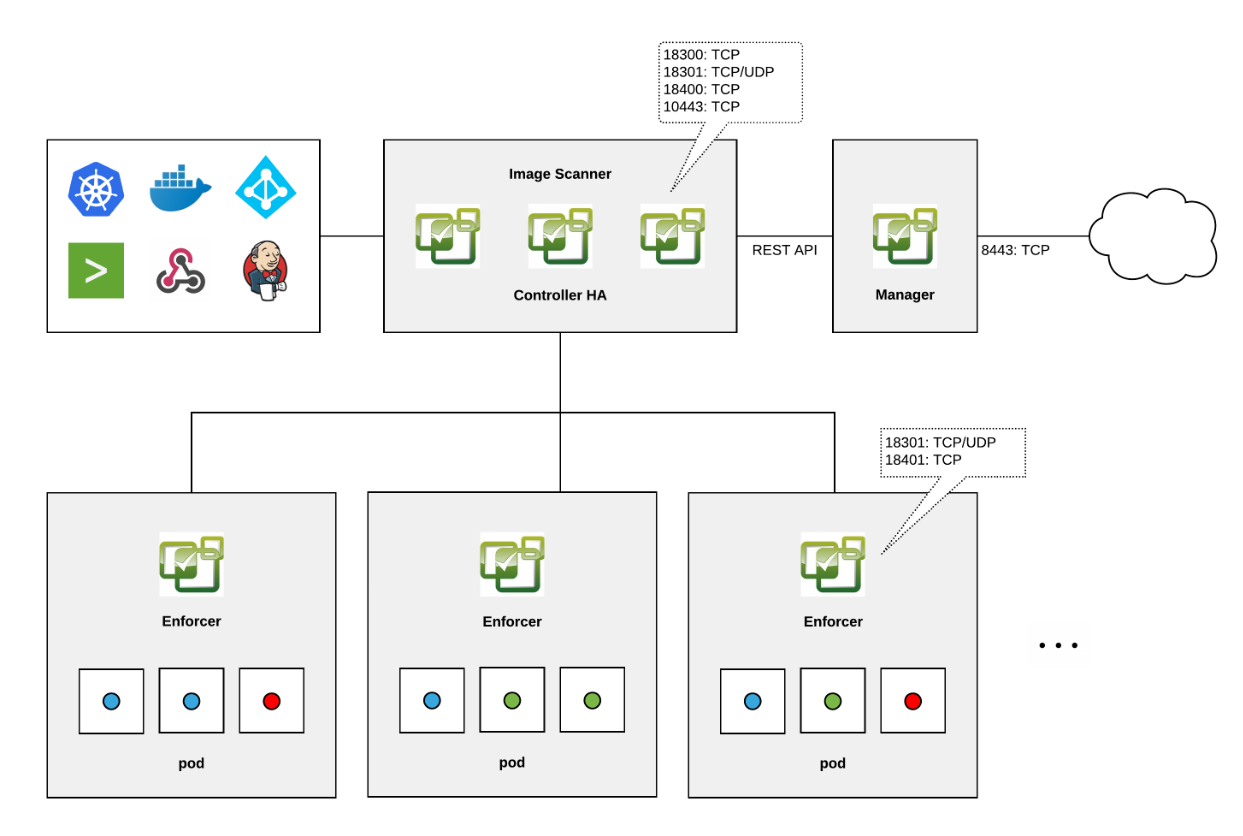 18300: TCP
18301: TCP/UDP
18400: TCP
10443: TCP
Image Scanner
Controller HA
REST API
Manager
8443: TCP
18301: TCP/UDP
18401: TCP
Enforcer
Enforcer
Enforcer
pod
pod
pod